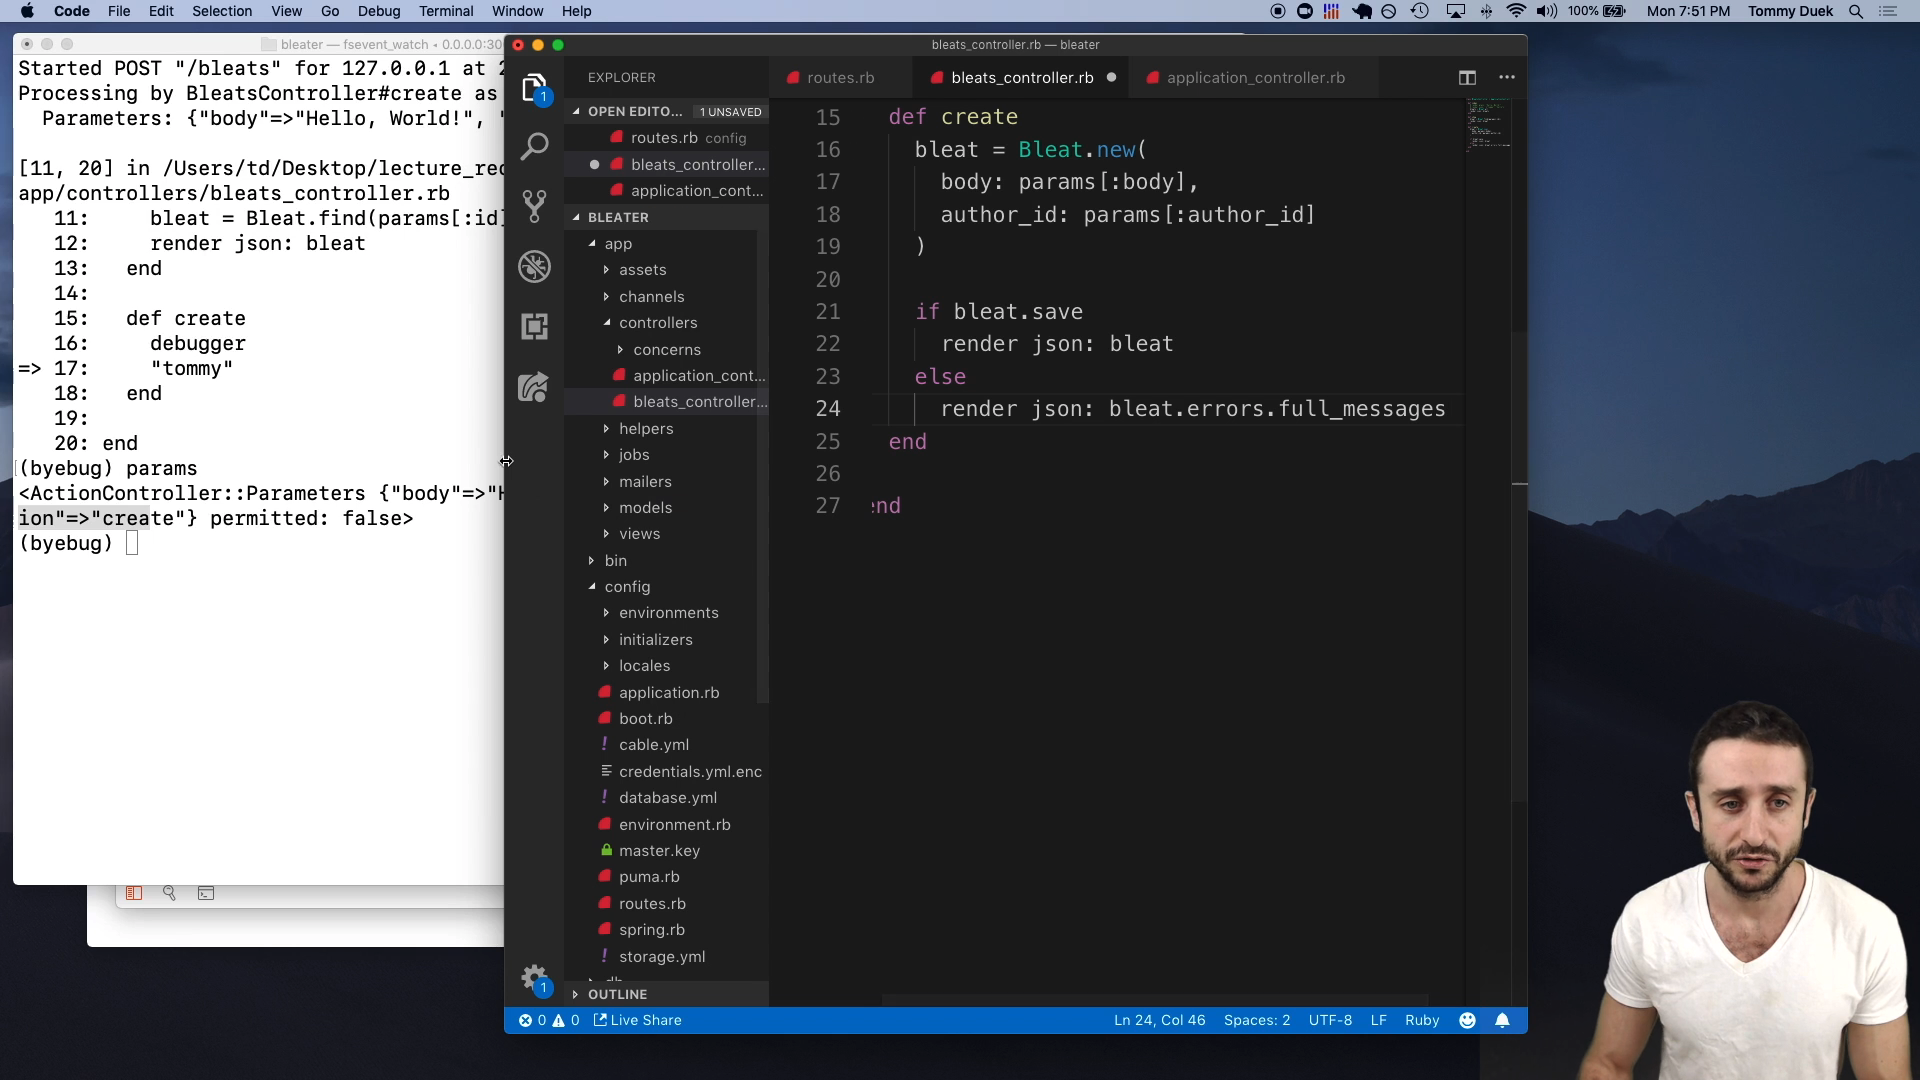 Code File Edit Selection View Go Debug Terminal Window Help
100% Mon 7:51 PM Tommy Duek
bleater — fsevent_watch ◂ 0.0.0.0:30
Started POST "/bleats" for 127.0.0.1 at 2
Processing by BleatsController#create as
Parameters: {"body"=>"Hello, World!", "
[11, 20] in /Users/td/Desktop/lecture_rec
app/controllers/bleats_controller.rb
11: bleat = Bleat.find(params[:id]
12: render json: bleat
13: end
14:
15: def create
16: debugger
=> 17: "tommy"
18: end
19:
20: end
(byebug) params
<ActionController::Parameters {"body"=>"H
ion"=>"create"} permitted: false>
(byebug)
bleats_controller.rb — bleater
EXPLORER
OPEN EDITO... 1 UNSAVED
routes.rb config
bleats_controller...
application_cont...
BLEATER
app
assets
channels
controllers
concerns
application_cont...
bleats_controller...
helpers
jobs
mailers
models
views
bin
config
environments
initializers
locales
application.rb
boot.rb
cable.yml
credentials.yml.enc
database.yml
environment.rb
master.key
puma.rb
routes.rb
spring.rb
storage.yml
OUTLINE
1
1
routes.rb bleats_controller.rb application_controller.rb
15 def create
16 bleat = Bleat.new(
17 body: params[:body],
18 author_id: params[:author_id]
19 )
20
21 if bleat.save
22 render json: bleat
23 else
24 render json: bleat.errors.full_messages
25 end
26
27 end
0 0 Live Share Ln 24, Col 46 Spaces: 2 UTF-8 LF Ruby